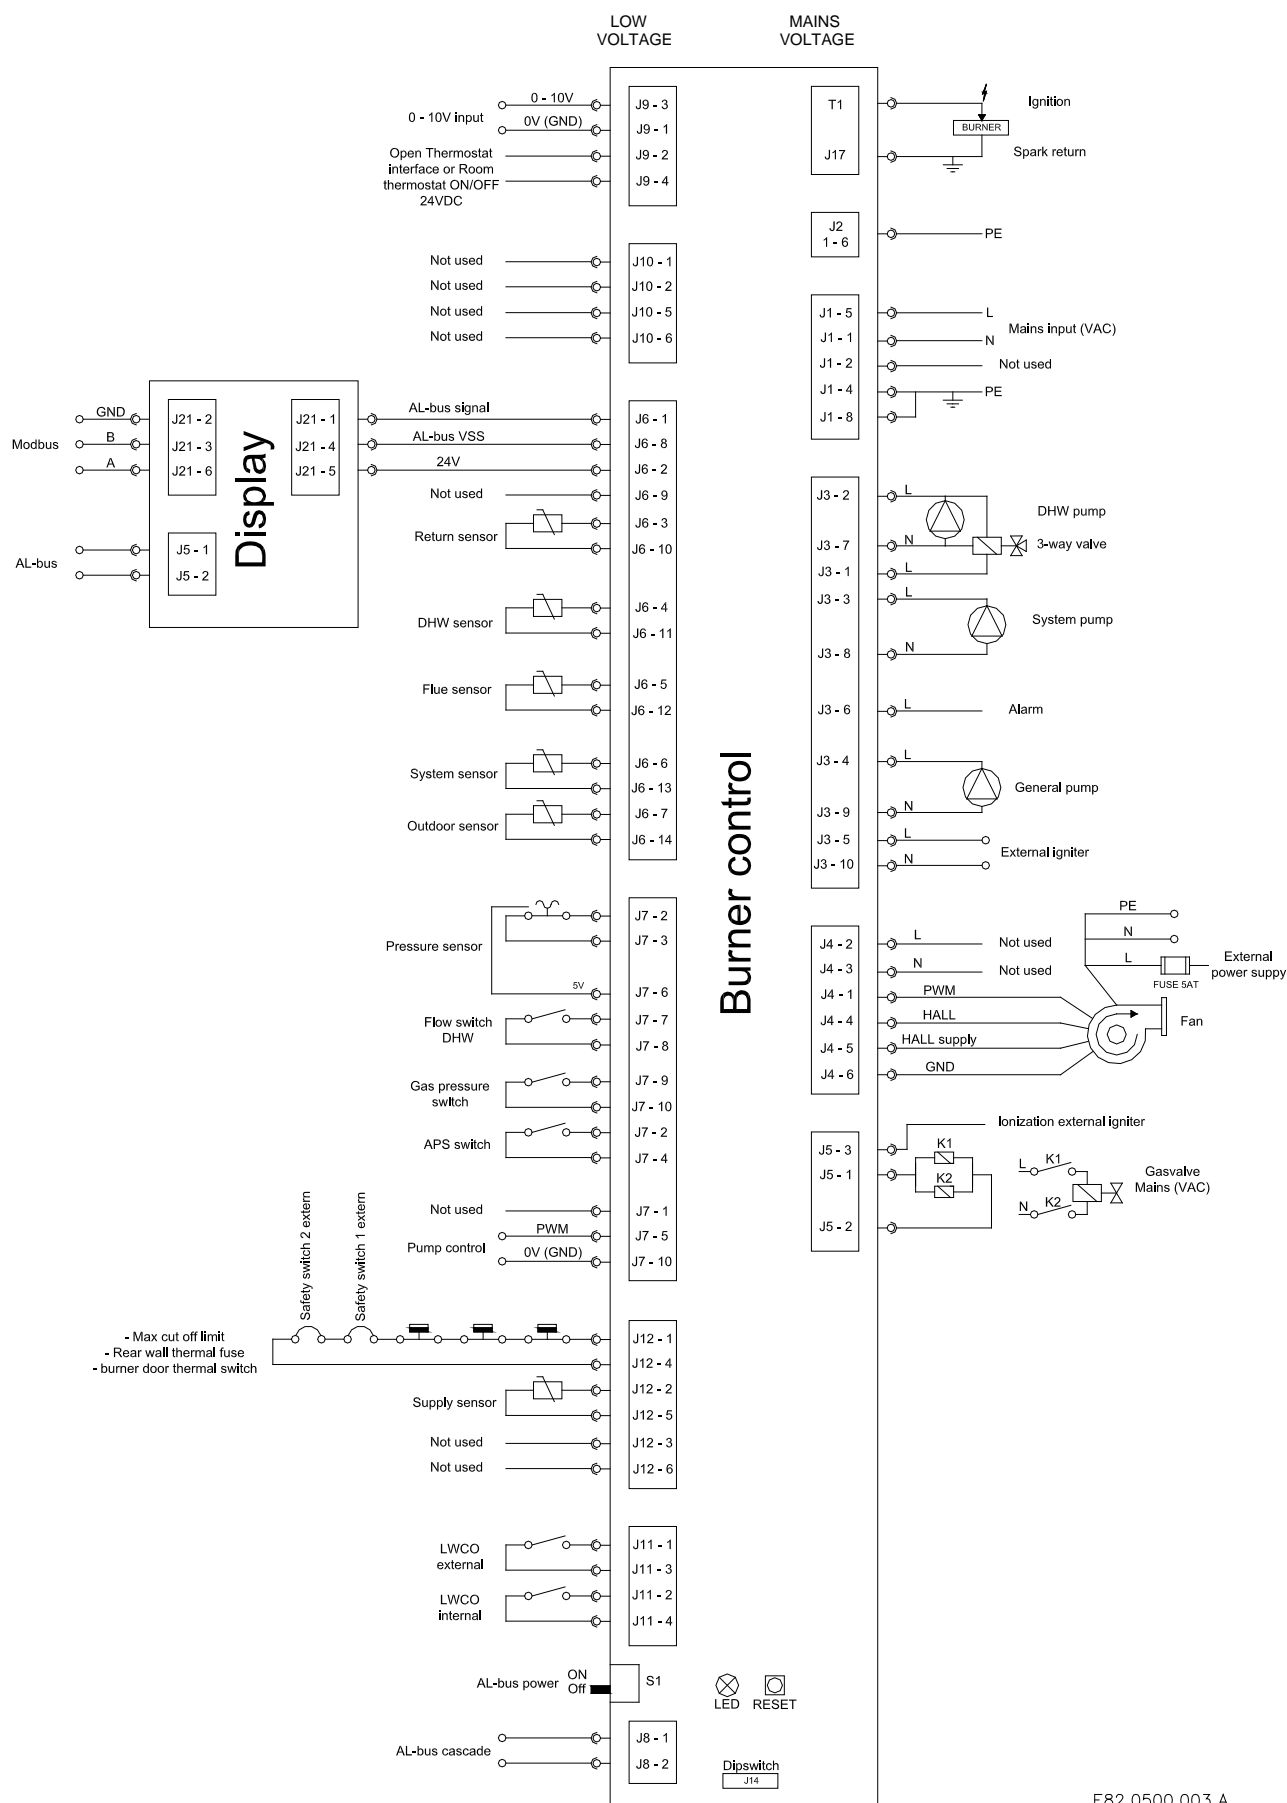 LOW
VOLTAGE
MAINS
VOLTAGE
0 - 10V input
0 - 10V
J9 - 3
0V (GND)
J9 - 1
Open Thermostat
interface or Room
thermostat ON/OFF
24VDC
J9 - 2
J9 - 4
Not used
J10 - 1
Not used
J10 - 2
Not used
J10 - 5
Not used
J10 - 6
Modbus
GND
J21 - 2
B
J21 - 3
A
J21 - 6
AL-bus
J5 - 1
J5 - 2
Display
J21 - 1
J21 - 4
J21 - 5
AL-bus signal
J6 - 1
AL-bus VSS
J6 - 8
24V
J6 - 2
Not used
J6 - 9
Return sensor
J6 - 3
J6 - 10
DHW sensor
J6 - 4
J6 - 11
Flue sensor
J6 - 5
J6 - 12
System sensor
J6 - 6
J6 - 13
Outdoor sensor
J6 - 7
J6 - 14
Pressure sensor
J7 - 2
J7 - 3
5V
J7 - 6
Flow switch
DHW
J7 - 7
J7 - 8
Gas pressure
switch
J7 - 9
J7 - 10
APS switch
J7 - 2
J7 - 4
Not used
J7 - 1
Pump control
PWM
J7 - 5
0V (GND)
J7 - 10
Safety switch 2 extern
Safety switch 1 extern
- Max cut off limit
- Rear wall thermal fuse
- burner door thermal switch
J12 - 1
J12 - 4
Supply sensor
J12 - 2
J12 - 5
Not used
J12 - 3
Not used
J12 - 6
LWCO
external
J11 - 1
J11 - 3
LWCO
internal
J11 - 2
J11 - 4
AL-bus power
ON
Off
S1
AL-bus cascade
J8 - 1
J8 - 2
Burner control
LED
RESET
Dipswitch
J14
T1
Ignition
BURNER
J17
Spark return
J2
1 - 6
PE
J1 - 5
L
J1 - 1
N
Mains input (VAC)
J1 - 2
Not used
J1 - 4
PE
J1 - 8
J3 - 2
L
DHW pump
J3 - 7
N
3-way valve
J3 - 1
L
J3 - 3
L
System pump
J3 - 8
N
J3 - 6
L
Alarm
J3 - 4
L
General pump
J3 - 9
N
J3 - 5
L
External igniter
J3 - 10
N
J4 - 2
L
Not used
J4 - 3
N
Not used
J4 - 1
PWM
J4 - 4
HALL
J4 - 5
HALL supply
J4 - 6
GND
PE
N
L
FUSE 5AT
External
power suppy
Fan
J5 - 3
Ionization external igniter
J5 - 1
K1
K2
J5 - 2
L
K1
N
K2
Gasvalve
Mains (VAC)
E82.0500.003.A